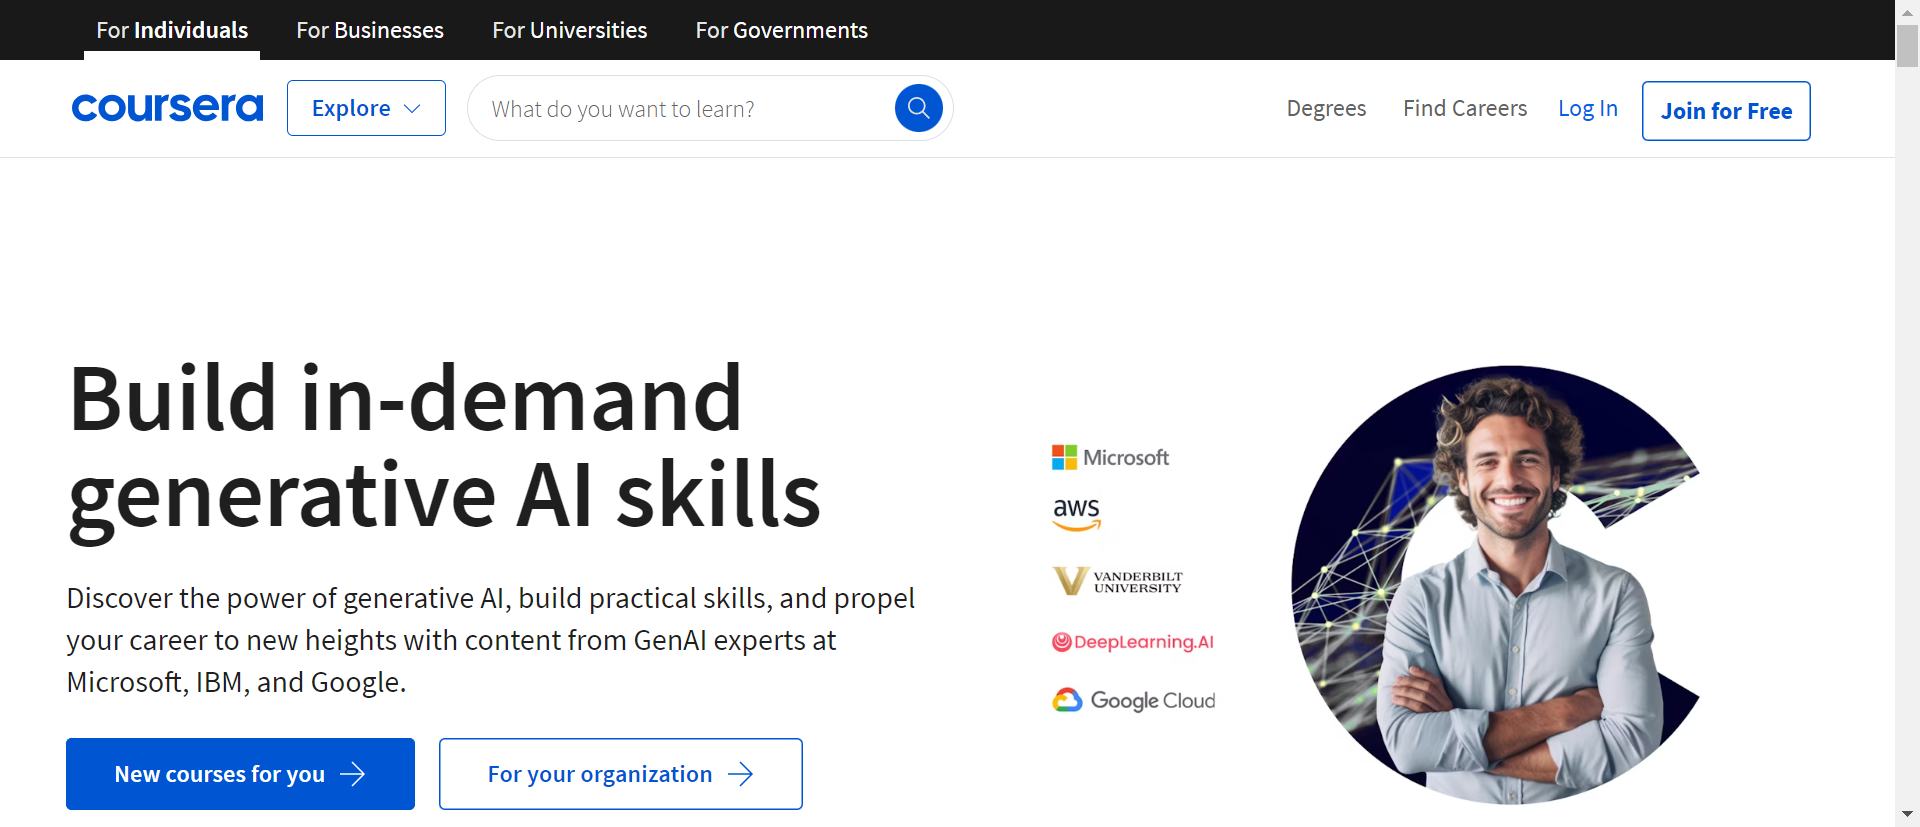 For Individuals For Businesses For Universities For Governments
coursera Explore What do you want to learn? Degrees Find Careers Log In Join for Free
Build in-demand
generative AI skills
Discover the power of generative AI, build practical skills, and propel
your career to new heights with content from GenAI experts at
Microsoft, IBM, and Google.
New courses for you For your organization
Microsoft
aws
VANDERBILT
UNIVERSITY
DeepLearning.AI
Google Cloud